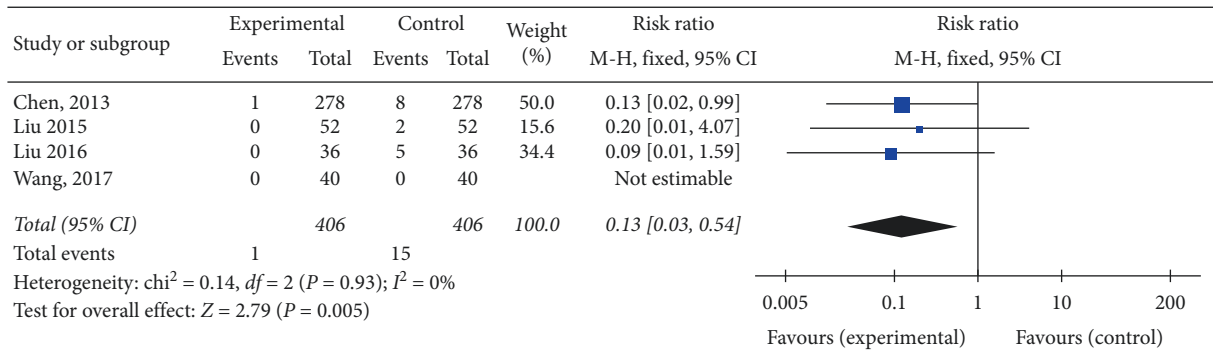 Study or subgroup Experimental Control Weight (%) Risk ratio Risk ratio
Events Total Events Total M-H, fixed, 95% CI M-H, fixed, 95% CI
Chen, 2013 1 278 8 278 50.0 0.13 [0.02, 0.99]
Liu 2015 0 52 2 52 15.6 0.20 [0.01, 4.07]
Liu 2016 0 36 5 36 34.4 0.09 [0.01, 1.59]
Wang, 2017 0 40 0 40 Not estimable
Total (95% CI) 406 406 100.0 0.13 [0.03, 0.54]
Total events 1 15
Heterogeneity: chi² = 0.14, df = 2 (P = 0.93); I² = 0%
Test for overall effect: Z = 2.79 (P = 0.005)
0.005 0.1 1 10 200
Favours (experimental) Favours (control)